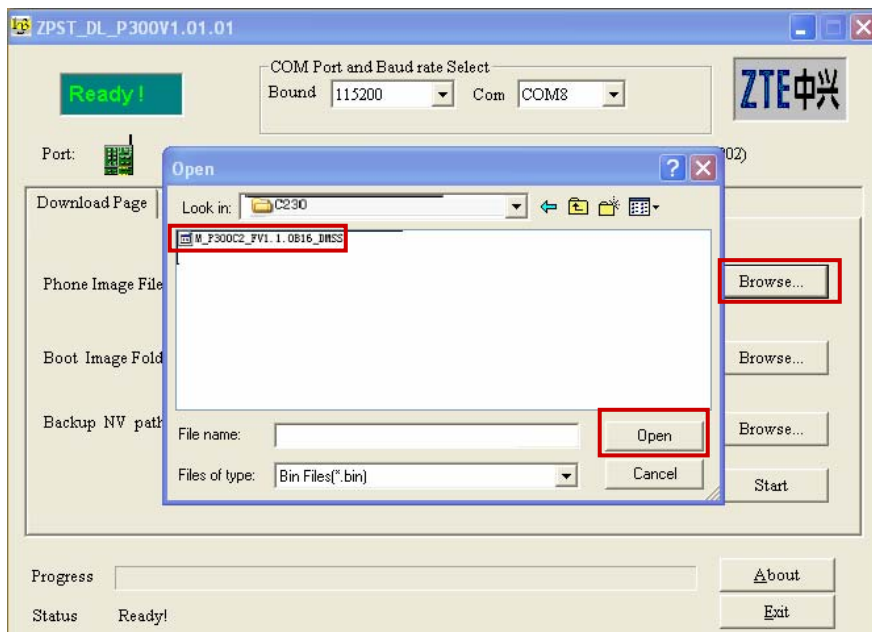 ZPST_DL_P300V1.01.01
COM Port and Baud rate Select
Ready!
Bound 115200 Com COM8
ZTE中兴
Port:
P02)
Open
Download Page
Look in: C230
M_P300C2_FV1.1.0B16_DMSS
Phone Image File
Browse...
Boot Image Fold
Browse...
Backup NV path
Browse...
File name:
Open
Files of type: Bin Files(*.bin)
Cancel
Start
Progress
About
Status Ready!
Exit